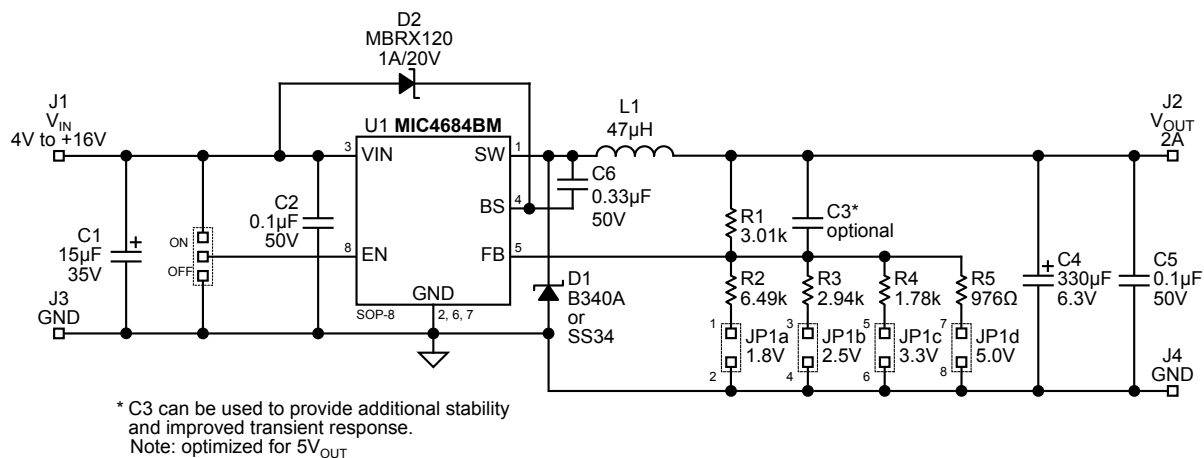 D2
MBRX120
1A/20V
J1
VIN
4V to +16V
U1 MIC4684BM
L1
47µH
J2
VOUT
2A
3
VIN
SW
1
C6
0.33µF
50V
BS
4
C2
0.1µF
50V
C1
15µF
35V
+
ON
OFF
8
EN
FB
5
R1
3.01k
C3*
optional
R2
6.49k
R3
2.94k
R4
1.78k
R5
976Ω
C4
330µF
6.3V
+
C5
0.1µF
50V
D1
B340A
or
SS34
GND
SOP-8
2, 6, 7
J3
GND
1
JP1a
1.8V
2
3
JP1b
2.5V
4
5
JP1c
3.3V
6
7
JP1d
5.0V
8
J4
GND
* C3 can be used to provide additional stability
and improved transient response.
Note: optimized for 5VOUT